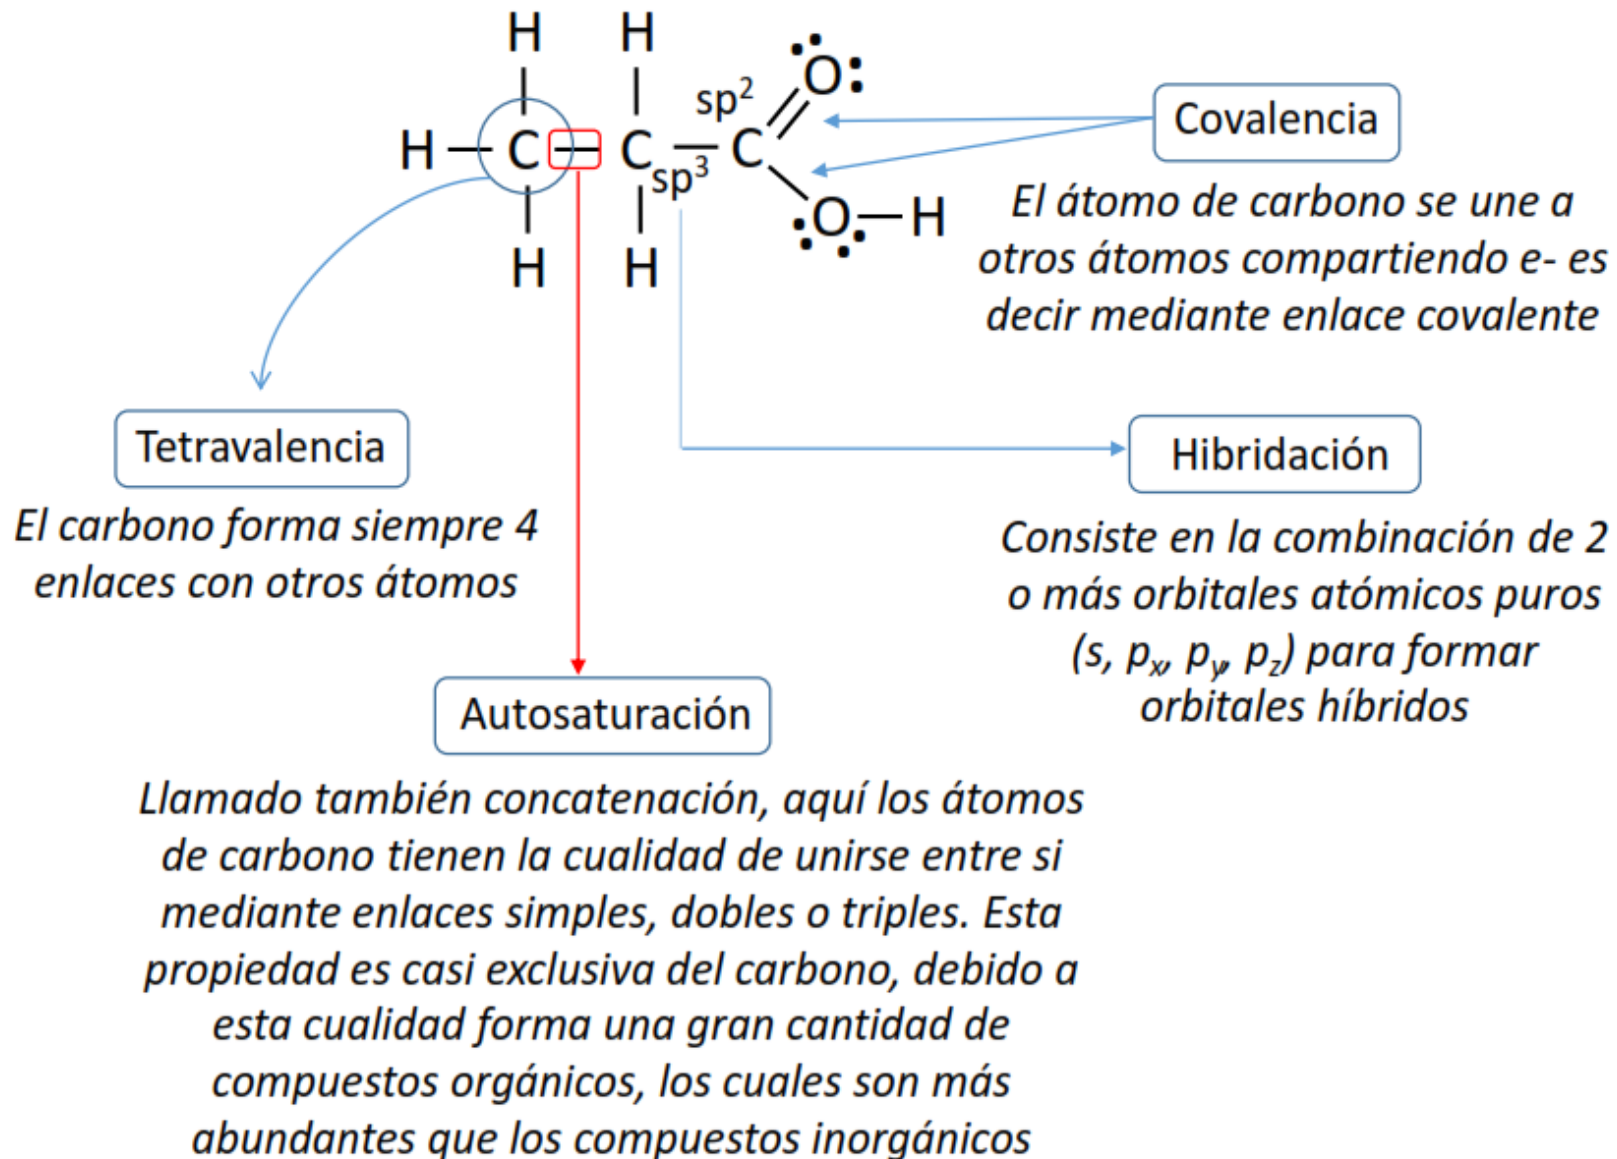 H H
sp² O
H C C C
sp³
O H
H H
Covalencia
El átomo de carbono se une a
otros átomos compartiendo e- es
decir mediante enlace covalente
Tetravalencia
El carbono forma siempre 4
enlaces con otros átomos
Hibridación
Consiste en la combinación de 2
o más orbitales atómicos puros
(s, pₓ, pᵧ, p_z) para formar
orbitales híbridos
Autosaturación
Llamado también concatenación, aquí los átomos
de carbono tienen la cualidad de unirse entre si
mediante enlaces simples, dobles o triples. Esta
propiedad es casi exclusiva del carbono, debido a
esta cualidad forma una gran cantidad de
compuestos orgánicos, los cuales son más
abundantes que los compuestos inorgánicos